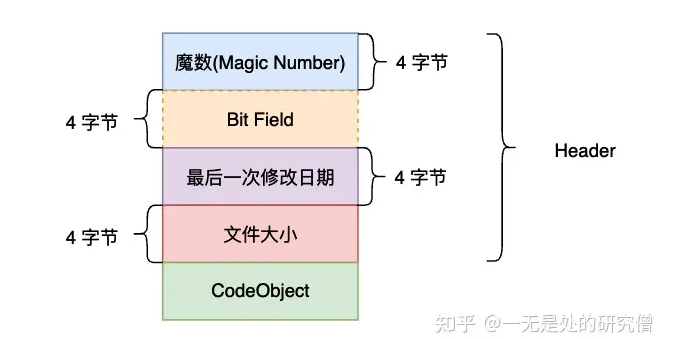 魔数(Magic Number)
4 字节
4 字节
Bit Field
Header
最后一次修改日期
4 字节
4 字节
文件大小
CodeObject
知乎 @一无是处的研究僧